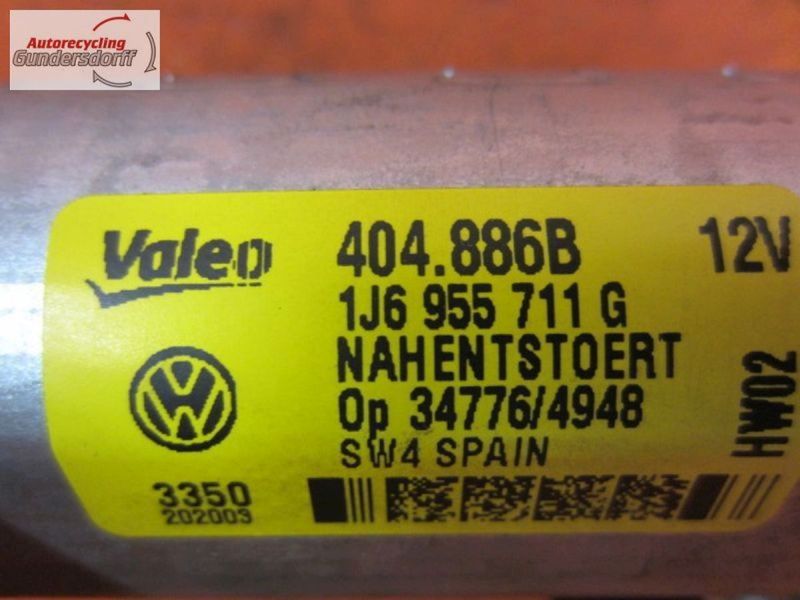 Autorecycling
Gundersdorff
Valeo
404.886B
12V
1J6 955 711 G
NAHENTSTOERT
Op 34776/4948
SW4 SPAIN
HW02
3350
202003